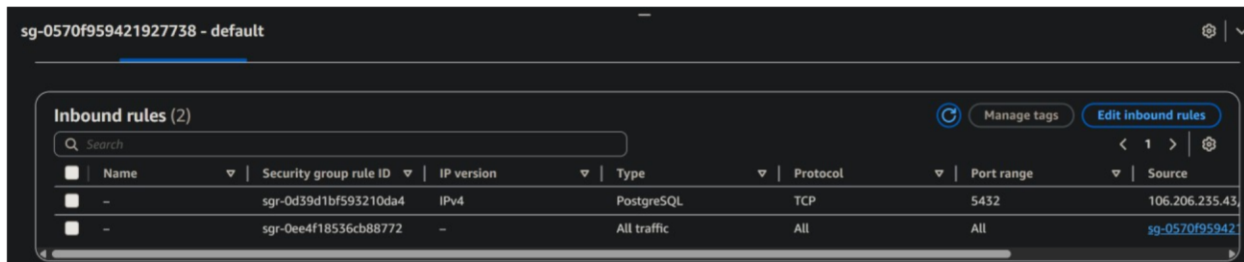 sg-0570f959421927738 - default
Inbound rules (2)
Manage tags
Edit inbound rules
Search
1
Name Security group rule ID IP version Type Protocol Port range Source
– sgr-0d39d1bf593210da4 IPv4 PostgreSQL TCP 5432 106.206.235.43,
– sgr-0ee4f18536cb88772 – All traffic All All sg-0570f959421